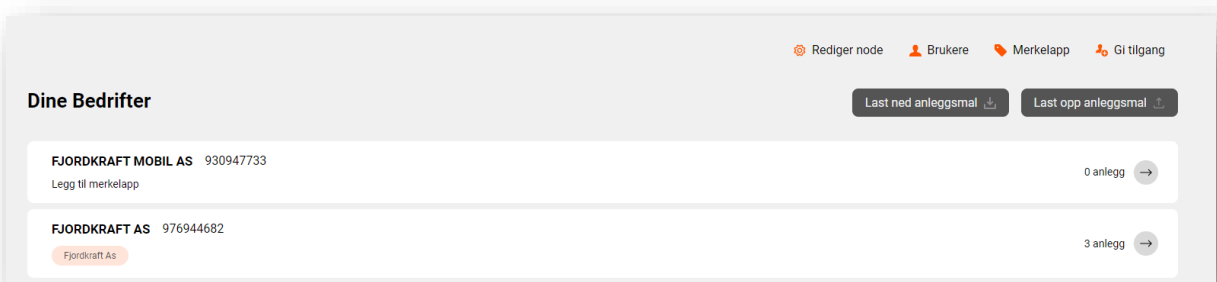 Rediger node Brukere Merkelapp Gi tilgang
Dine Bedrifter Last ned anleggsmal Last opp anleggsmal
FJORDKRAFT MOBIL AS 930947733
Legg til merkelapp 0 anlegg
FJORDKRAFT AS 976944682
Fjordkraft As 3 anlegg